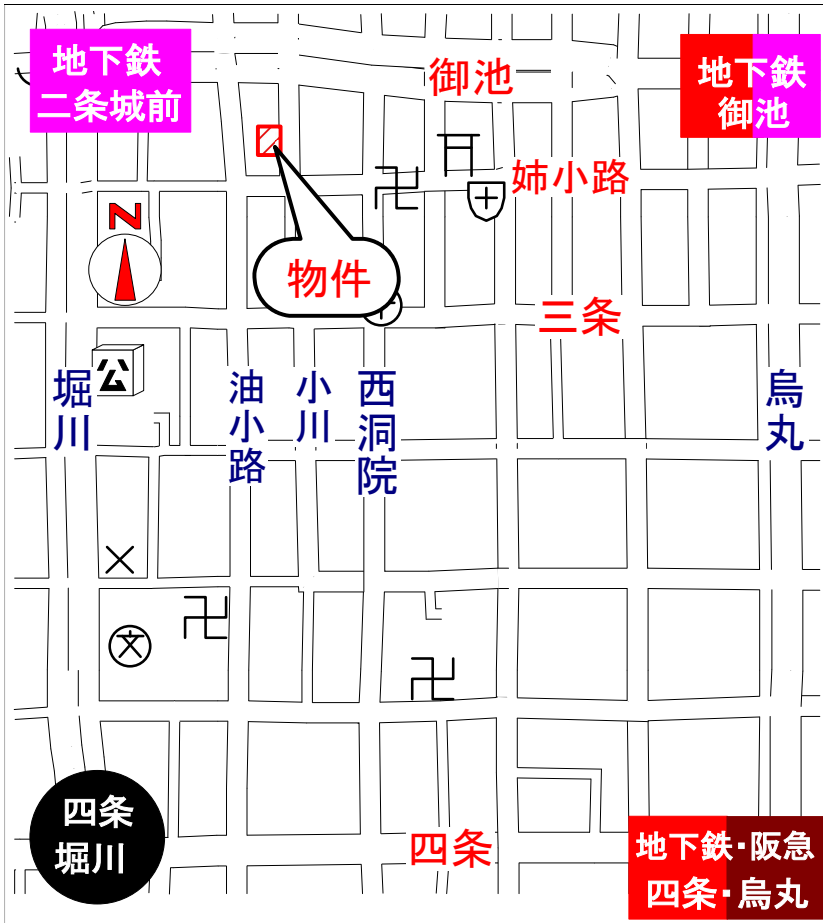 地下鉄
二条城前
御池
地下鉄
御池
姉小路
N
物件
三条
公
堀川
油小路
小川
西洞院
烏丸
文
四条
堀川
四条
地下鉄・阪急
四条・烏丸